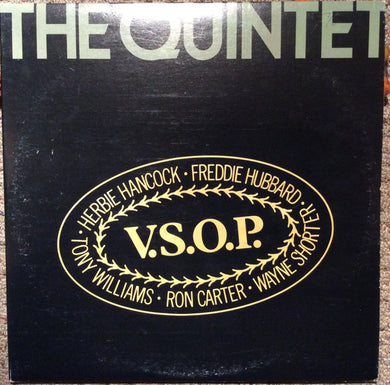 THE QUINTET
· HERBIE HANCOCK · FREDDIE HUBBARD ·
V.S.O.P.
TONY WILLIAMS · RON CARTER · WAYNE SHORTER